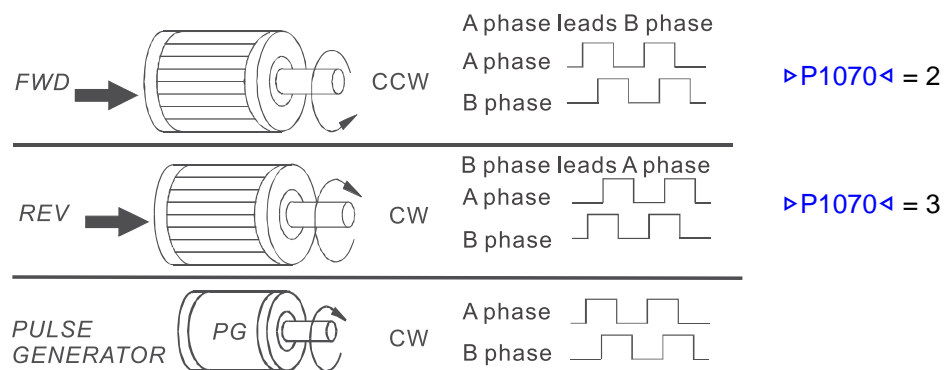 A phase leads B phase
A phase
FWD CCW ▷P1070◁ = 2
B phase
B phase leads A phase
A phase
REV CW ▷P1070◁ = 3
B phase
A phase
PULSE GENERATOR PG CW
B phase